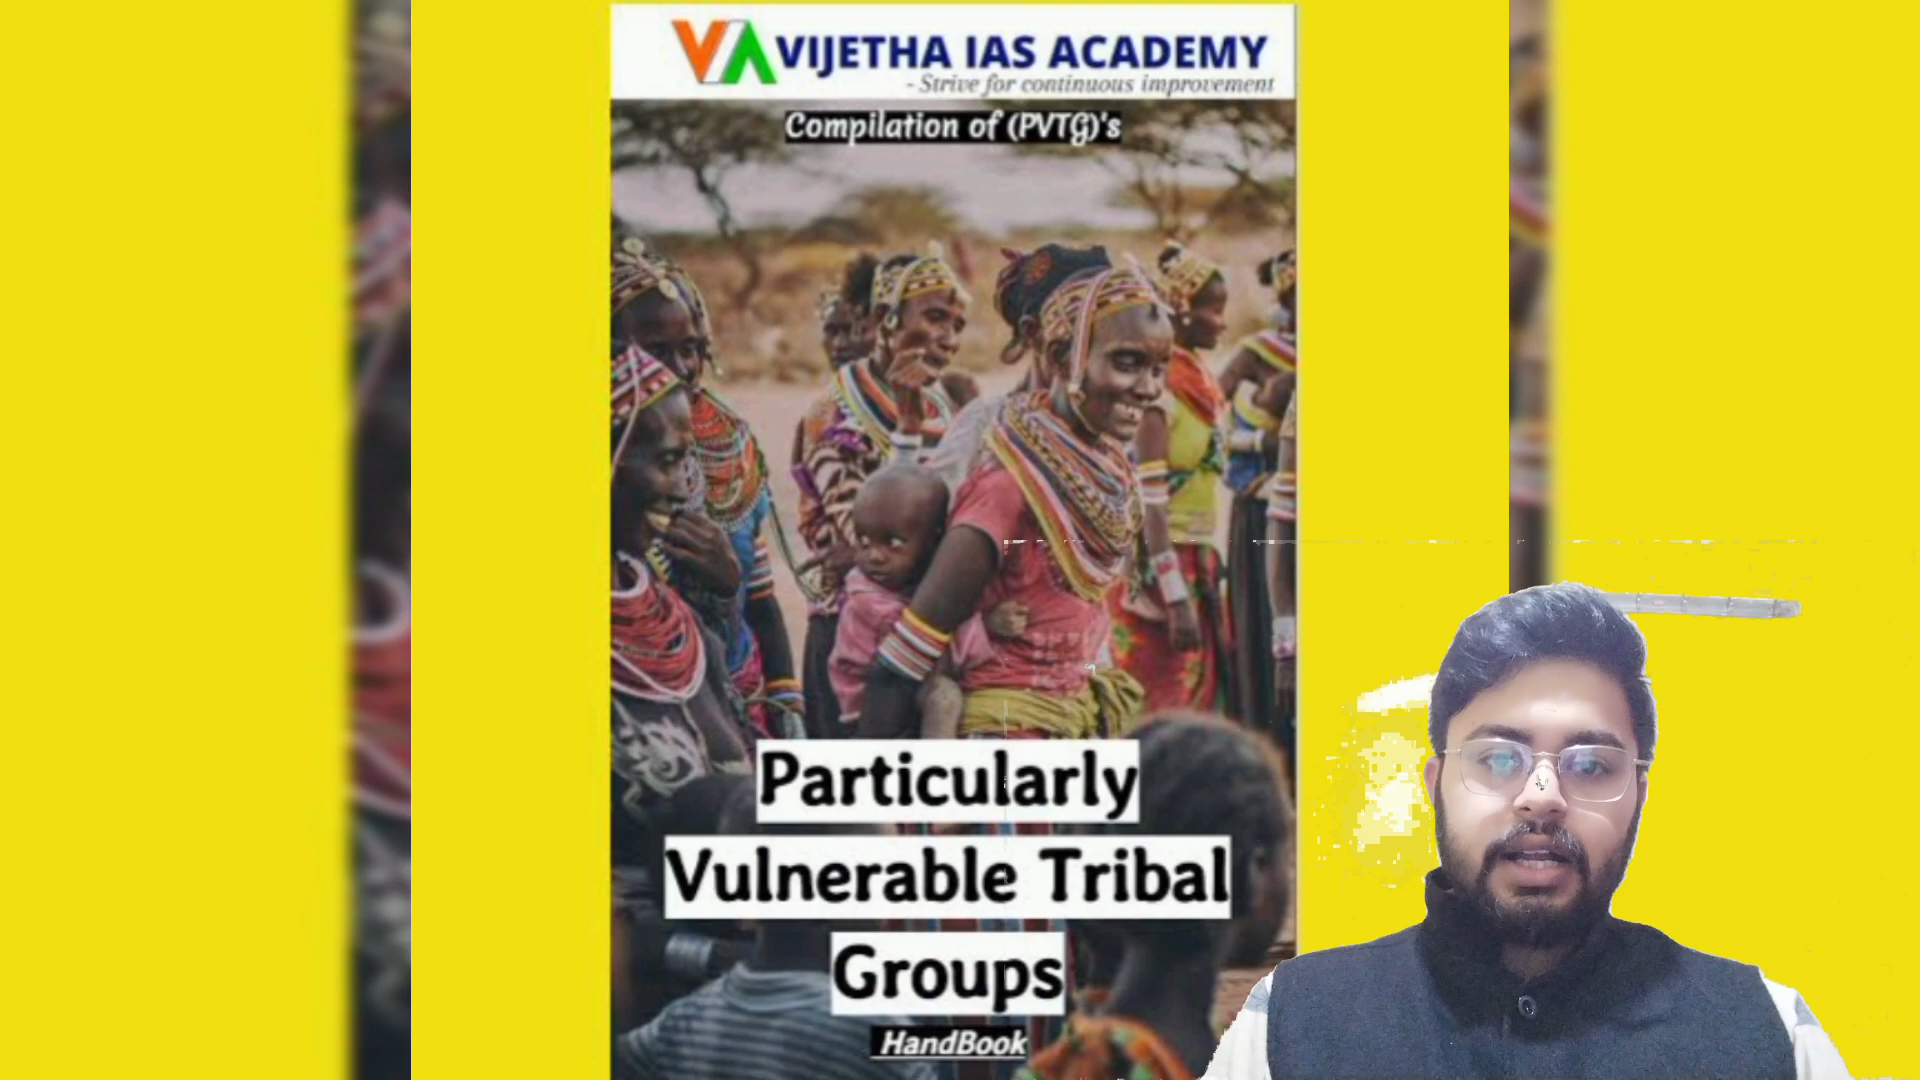 VIJETHA IAS ACADEMY
- Strive for continuous improvement
Compilation of (PVTG)'s
Particularly
Vulnerable Tribal
Groups
HandBook